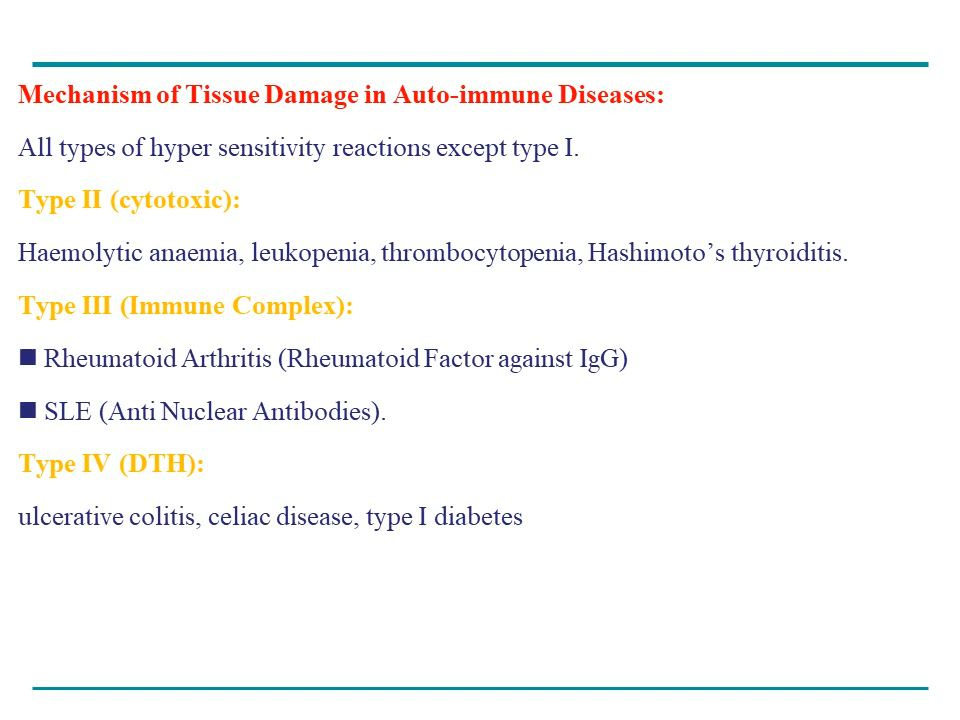 Mechanism of Tissue Damage in Auto-immune Diseases:
All types of hyper sensitivity reactions except type I.
Type II (cytotoxic):
Haemolytic anaemia, leukopenia, thrombocytopenia, Hashimoto’s thyroiditis.
Type III (Immune Complex):
■ Rheumatoid Arthritis (Rheumatoid Factor against IgG)
■ SLE (Anti Nuclear Antibodies).
Type IV (DTH):
ulcerative colitis, celiac disease, type I diabetes